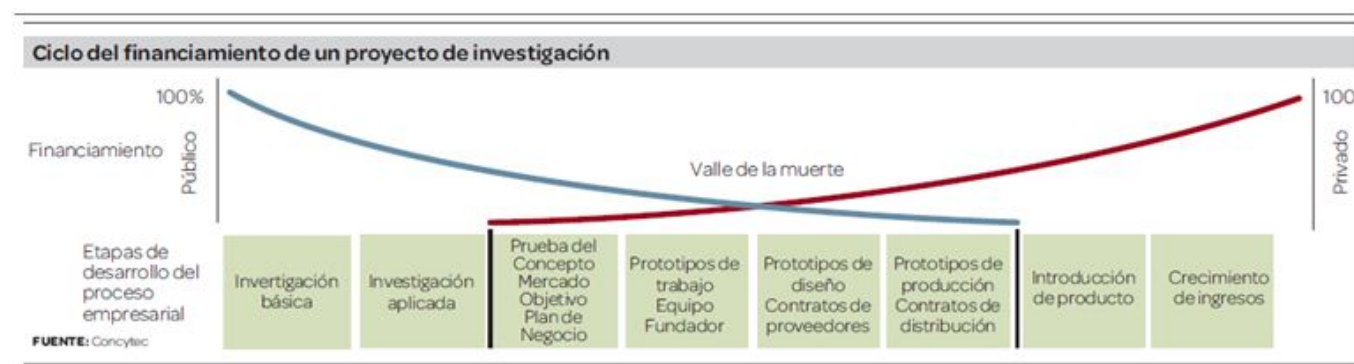 Ciclo del financiamiento de un proyecto de investigación
100%
100
Financiamiento
Público
Privado
Valle de la muerte
Etapas de
desarrollo del
proceso
empresarial
Invertigación
básica
Investigación
aplicada
Prueba del
Concepto
Mercado
Objetivo
Plan de
Negocio
Prototipos de
trabajo
Equipo
Fundador
Prototipos de
diseño
Contratos de
proveedores
Prototipos de
producción
Contratos de
distribución
Introducción
de producto
Crecimiento
de ingresos
FUENTE: Concytec